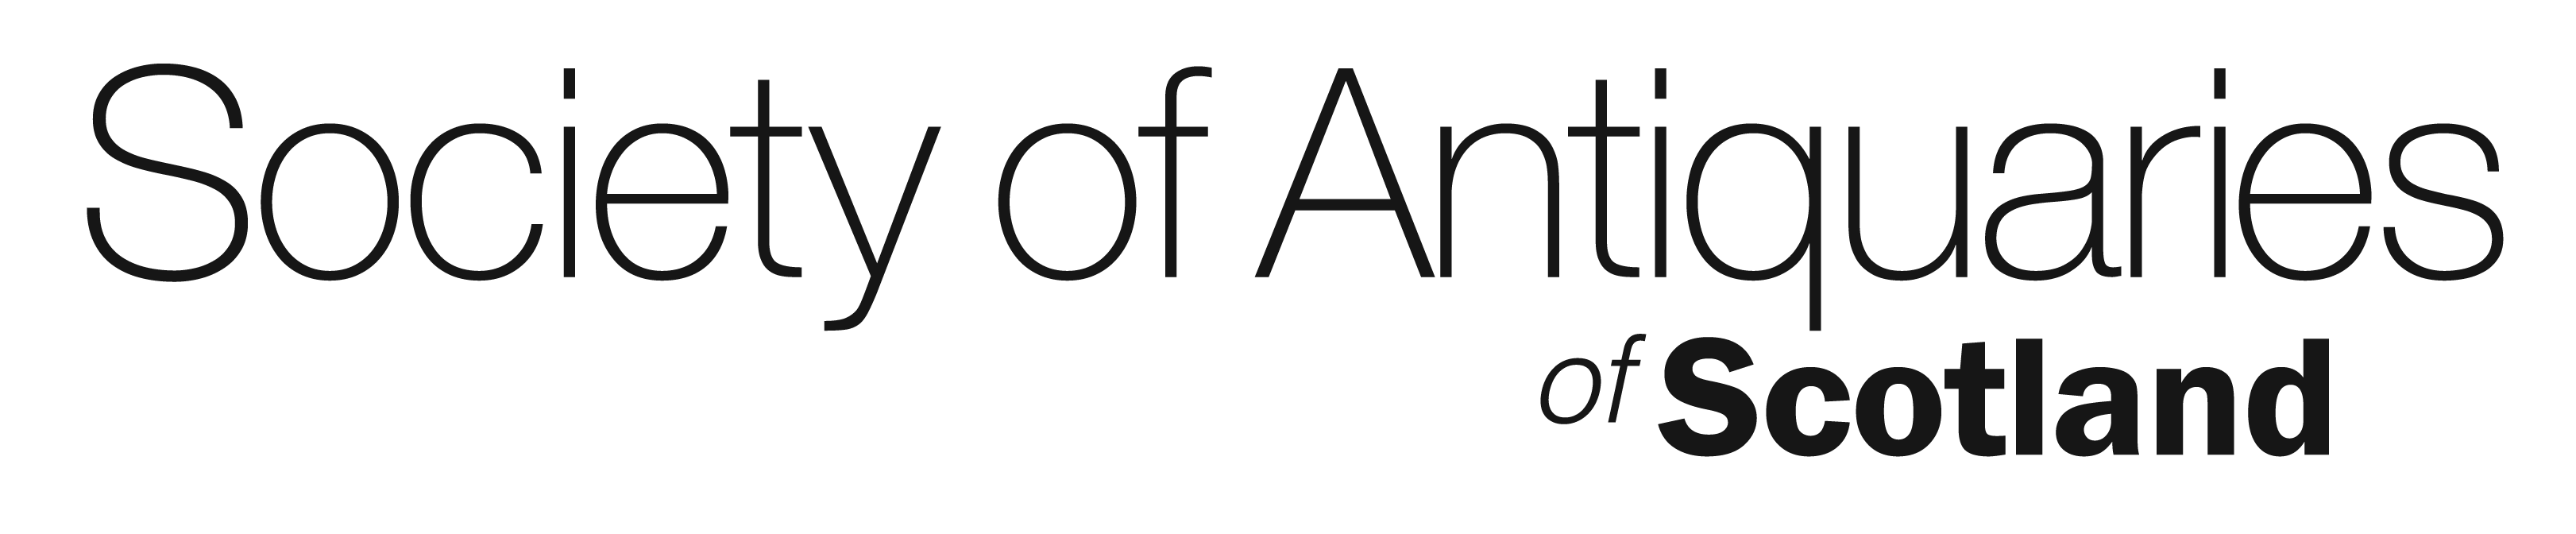 Society of Antiquaries
of Scotland